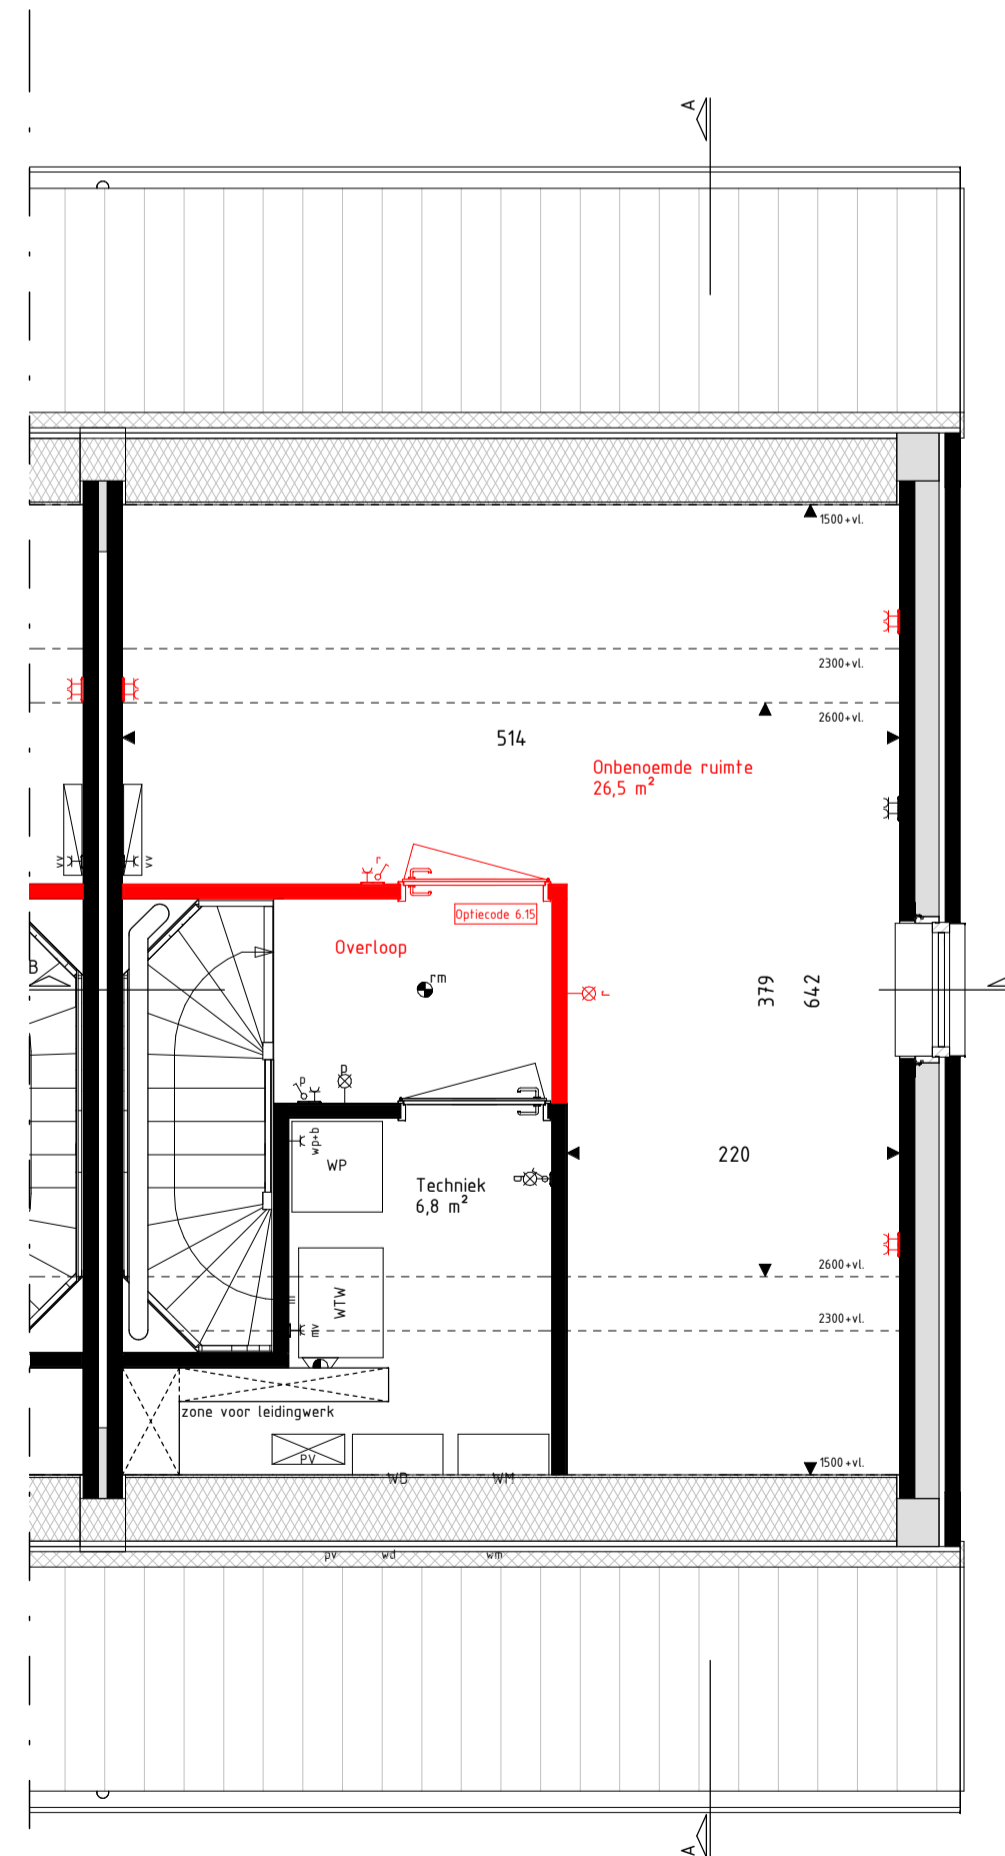 A
1500+vl.
2300+vl.
2600+vl.
514
Onbenoemde ruimte
26,5 m²
vv
vv
r
Optiecode 6.15
Overloop
B
rm
379
642
r
p
p
wp+b
WP
220
Techniek
6,8 m²
2600+vl.
WTW
2300+vl.
mv
zone voor leidingwerk
PV
WD
WM
1500+vl.
pv
wd
wm
A